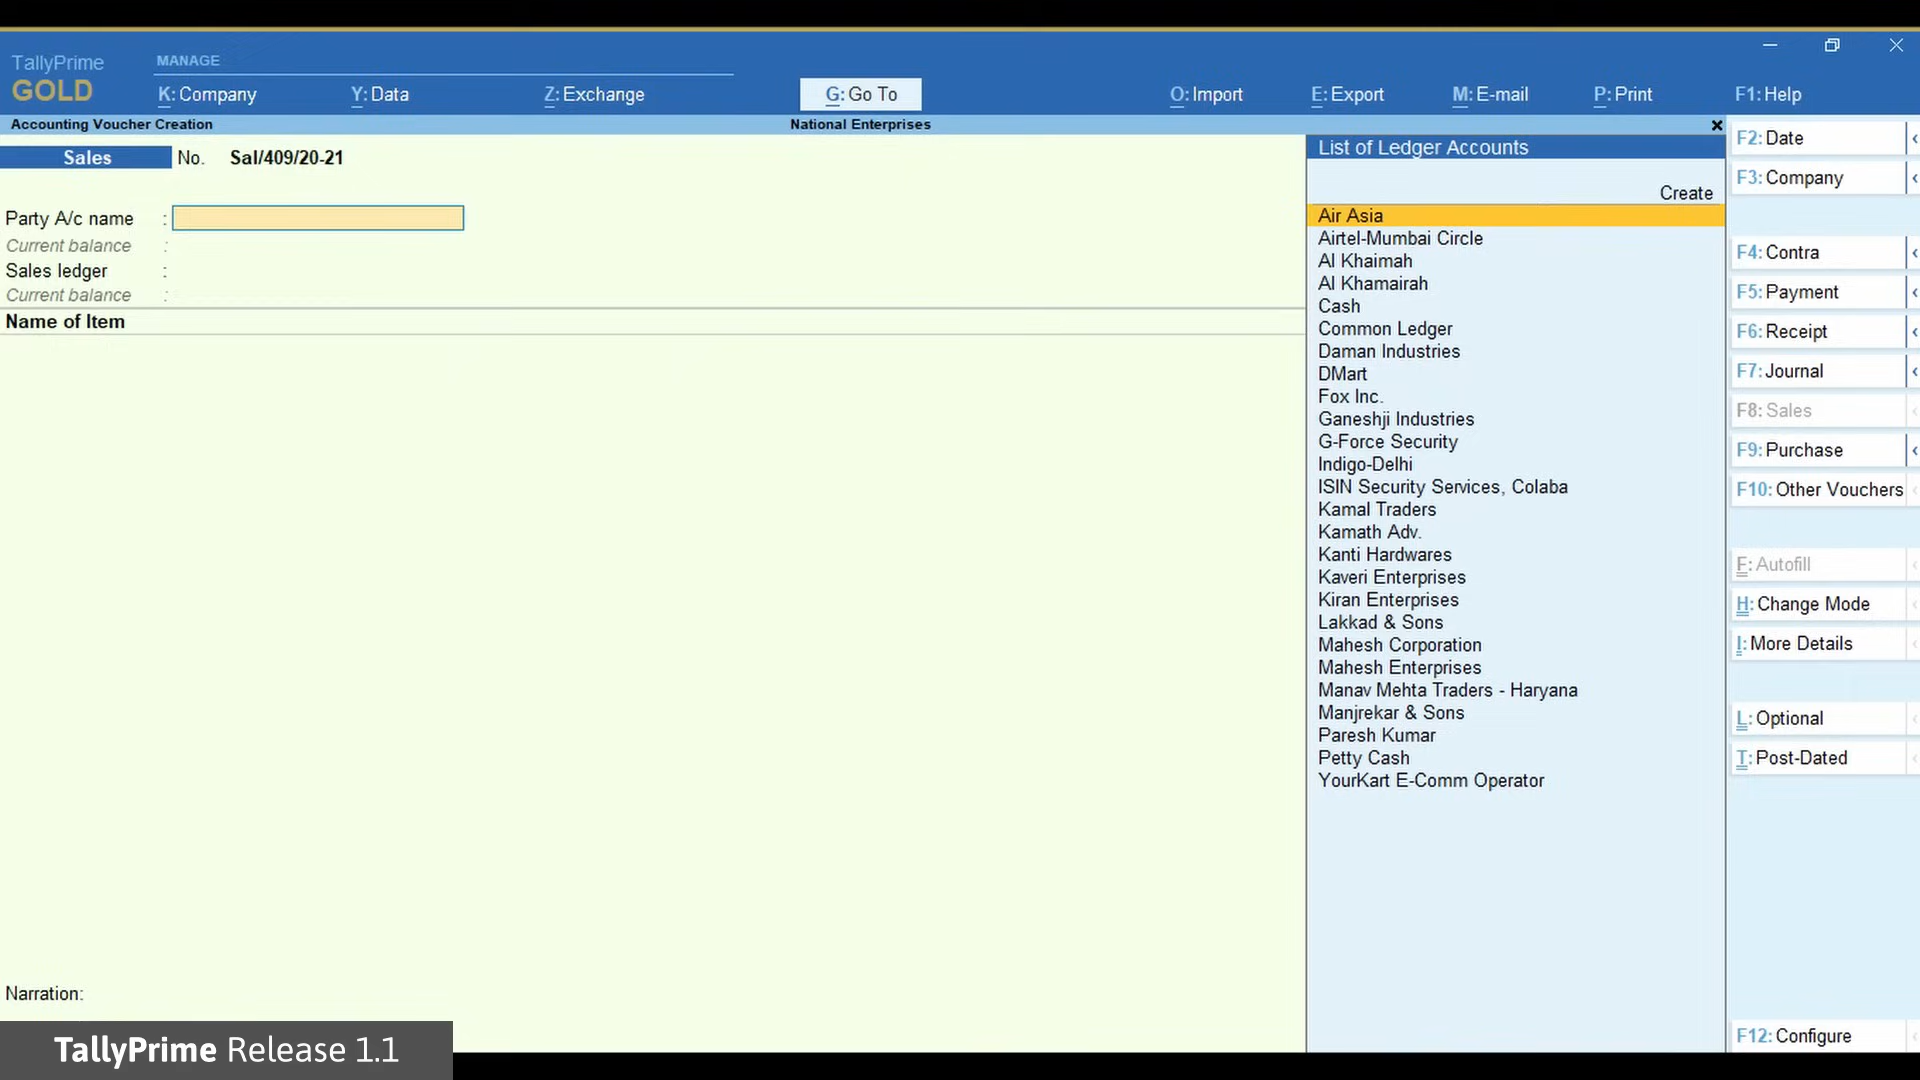 TallyPrime
GOLD
MANAGE
K: Company
Y: Data
Z: Exchange
G: Go To
O: Import
E: Export
M: E-mail
P: Print
F1: Help
Accounting Voucher Creation
National Enterprises
Sales No. Sal/409/20-21
Party A/c name :
Current balance :
Sales ledger :
Current balance :
Name of Item
Narration:
List of Ledger Accounts
Create
Air Asia
Airtel-Mumbai Circle
Al Khaimah
Al Khamairah
Cash
Common Ledger
Daman Industries
DMart
Fox Inc.
Ganeshji Industries
G-Force Security
Indigo-Delhi
ISIN Security Services, Colaba
Kamal Traders
Kamath Adv.
Kanti Hardwares
Kaveri Enterprises
Kiran Enterprises
Lakkad & Sons
Mahesh Corporation
Mahesh Enterprises
Manav Mehta Traders - Haryana
Manjrekar & Sons
Paresh Kumar
Petty Cash
YourKart E-Comm Operator
F2: Date
F3: Company
F4: Contra
F5: Payment
F6: Receipt
F7: Journal
F8: Sales
F9: Purchase
F10: Other Vouchers
F: Autofill
H: Change Mode
I: More Details
L: Optional
T: Post-Dated
F12: Configure
TallyPrime Release 1.1